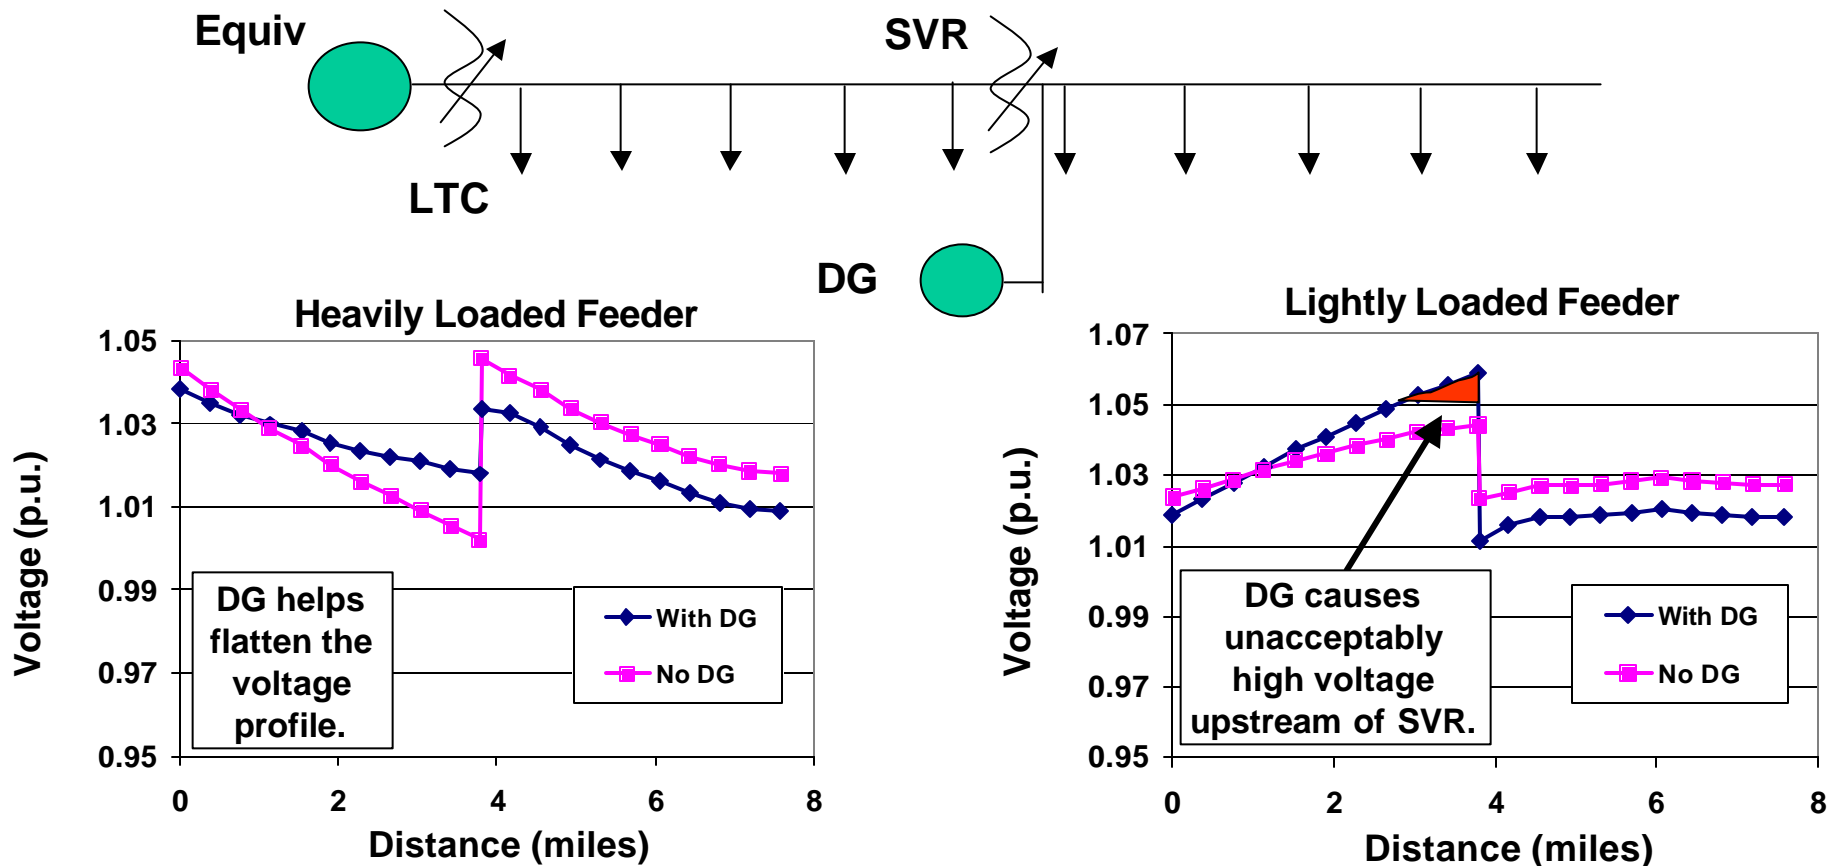 Equiv
SVR
LTC
DG
Heavily Loaded Feeder
Voltage (p.u.)
1.05
1.03
1.01
0.99
0.97
0.95
DG helps
flatten the
voltage
profile.
With DG
No DG
0 2 4 6 8
Distance (miles)
Lightly Loaded Feeder
Voltage (p.u.)
1.07
1.05
1.03
1.01
0.99
0.97
0.95
DG causes
unacceptably
high voltage
upstream of SVR.
With DG
No DG
0 2 4 6 8
Distance (miles)